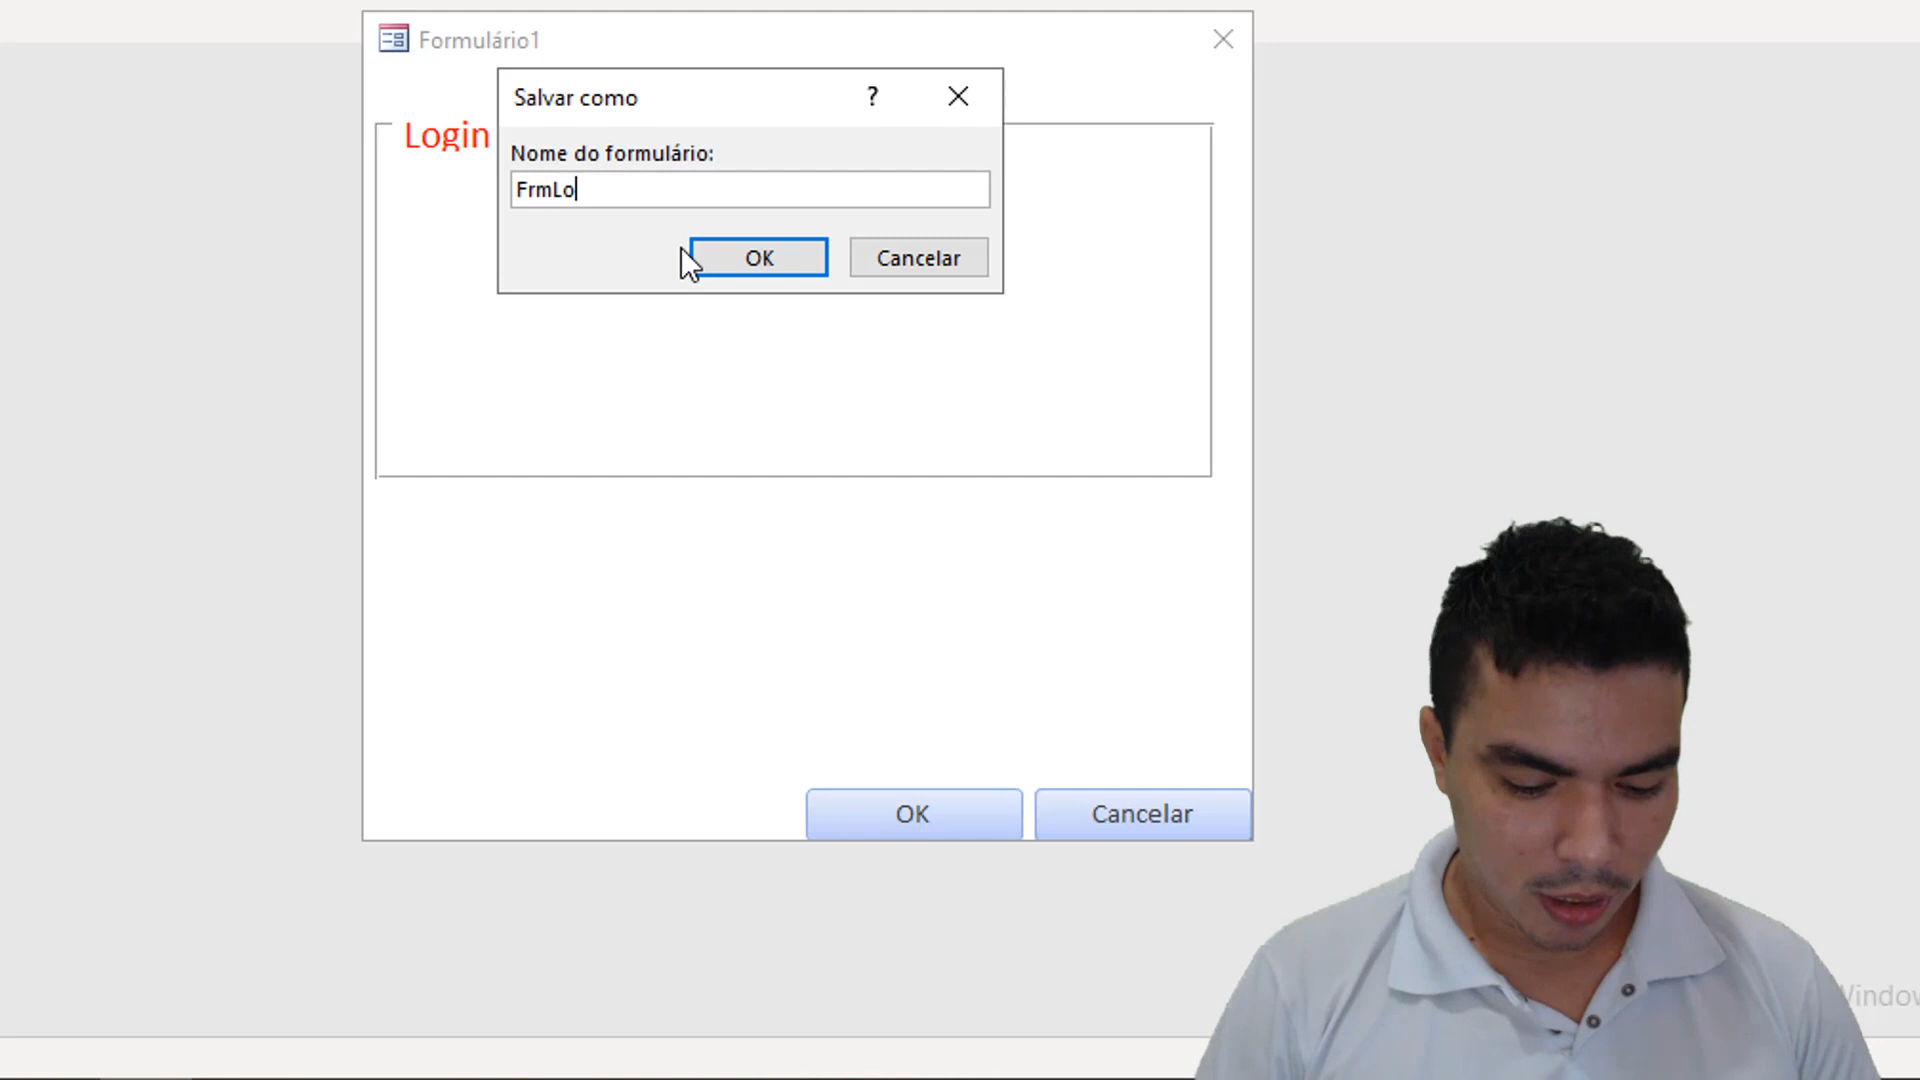 Formulário1
Salvar como
?
Login
Nome do formulário:
FrmLo
OK
Cancelar
OK
Cancelar